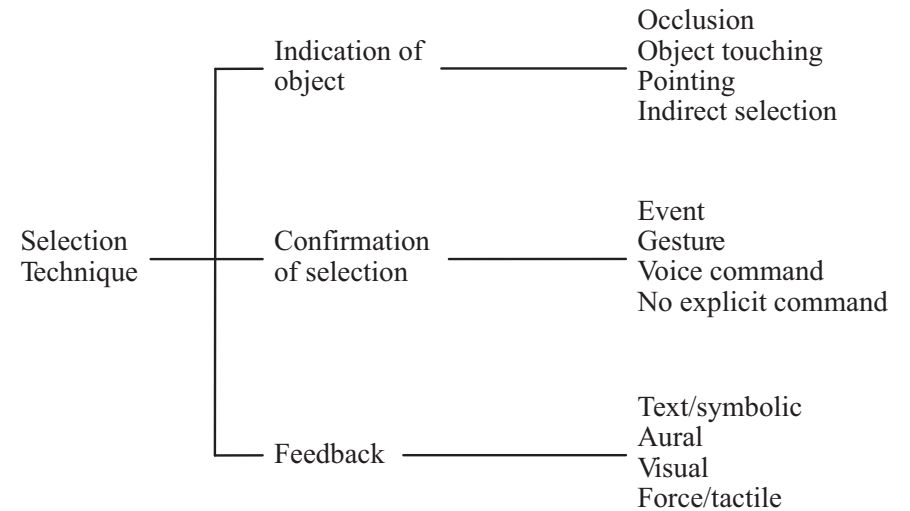 Selection
Technique
Indication of
object
Occlusion
Object touching
Pointing
Indirect selection
Confirmation
of selection
Event
Gesture
Voice command
No explicit command
Feedback
Text/symbolic
Aural
Visual
Force/tactile